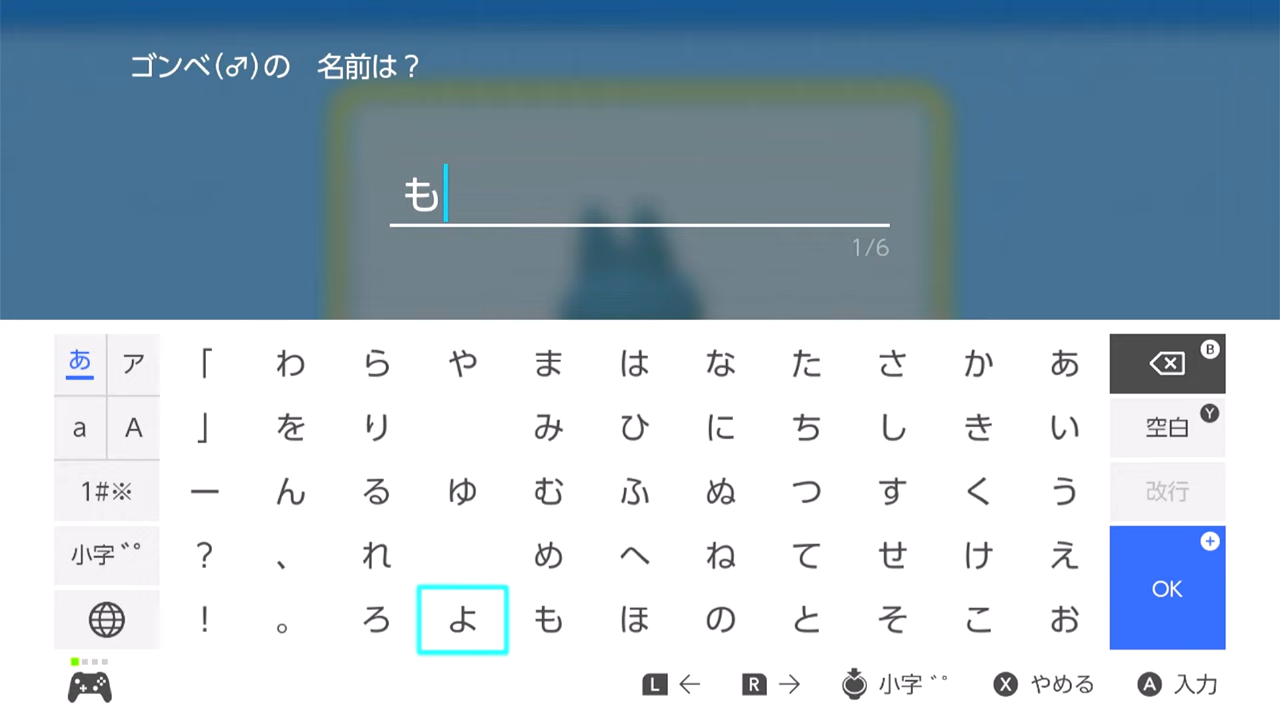 ゴンベ(♂)の　名前は？
も
1/6
あ ア 「 わ ら や ま は な た さ か あ B
a A 」 を り み ひ に ち し き い 空白 Y
1#※ ー ん る ゆ む ふ ぬ つ す く う 改行
小字゛゜ ？ 、 れ め へ ね て せ け え +
！ 。 ろ よ も ほ の と そ こ お OK
L ← R → 小字゛゜ X やめる A 入力